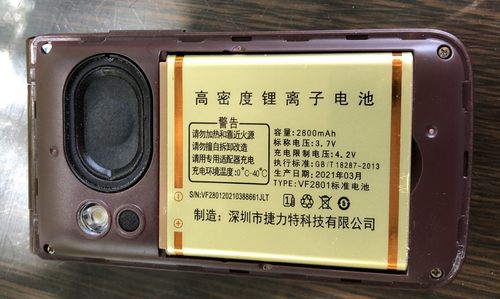 高密度锂离子电池
警告
请勿加热和靠近火源
请勿擅自拆卸改造
请用专用适配器充电
充电环境温度:0℃-40℃
容量:2800mAh
标称电压:3.7V
充电限制电压:4.2V
执行标准:GB/T18287-2013
生产日期:2021年03月
TYPE:VF2801标准电池
S/N:VF280120210388661JLT
制造：深圳市捷力特科技有限公司